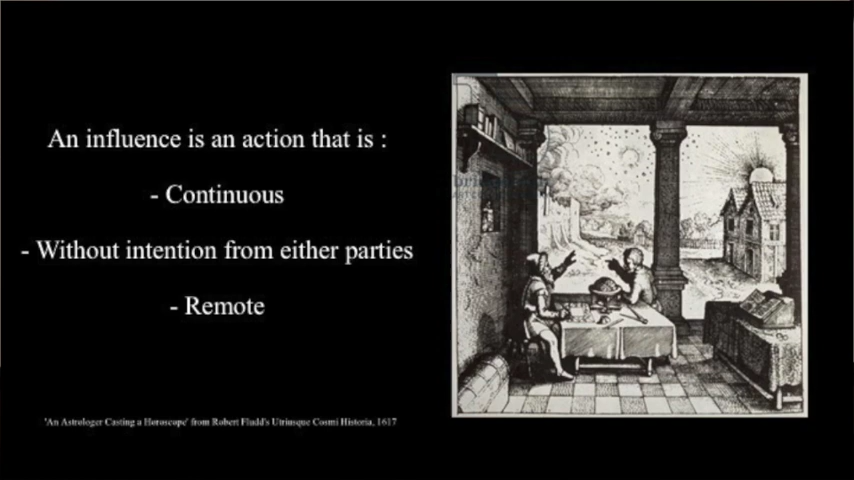 An influence is an action that is :
- Continuous
- Without intention from either parties
- Remote
'An Astrologer Casting a Horoscope' from Robert Fludd's Utriusque Cosmi Historia, 1617